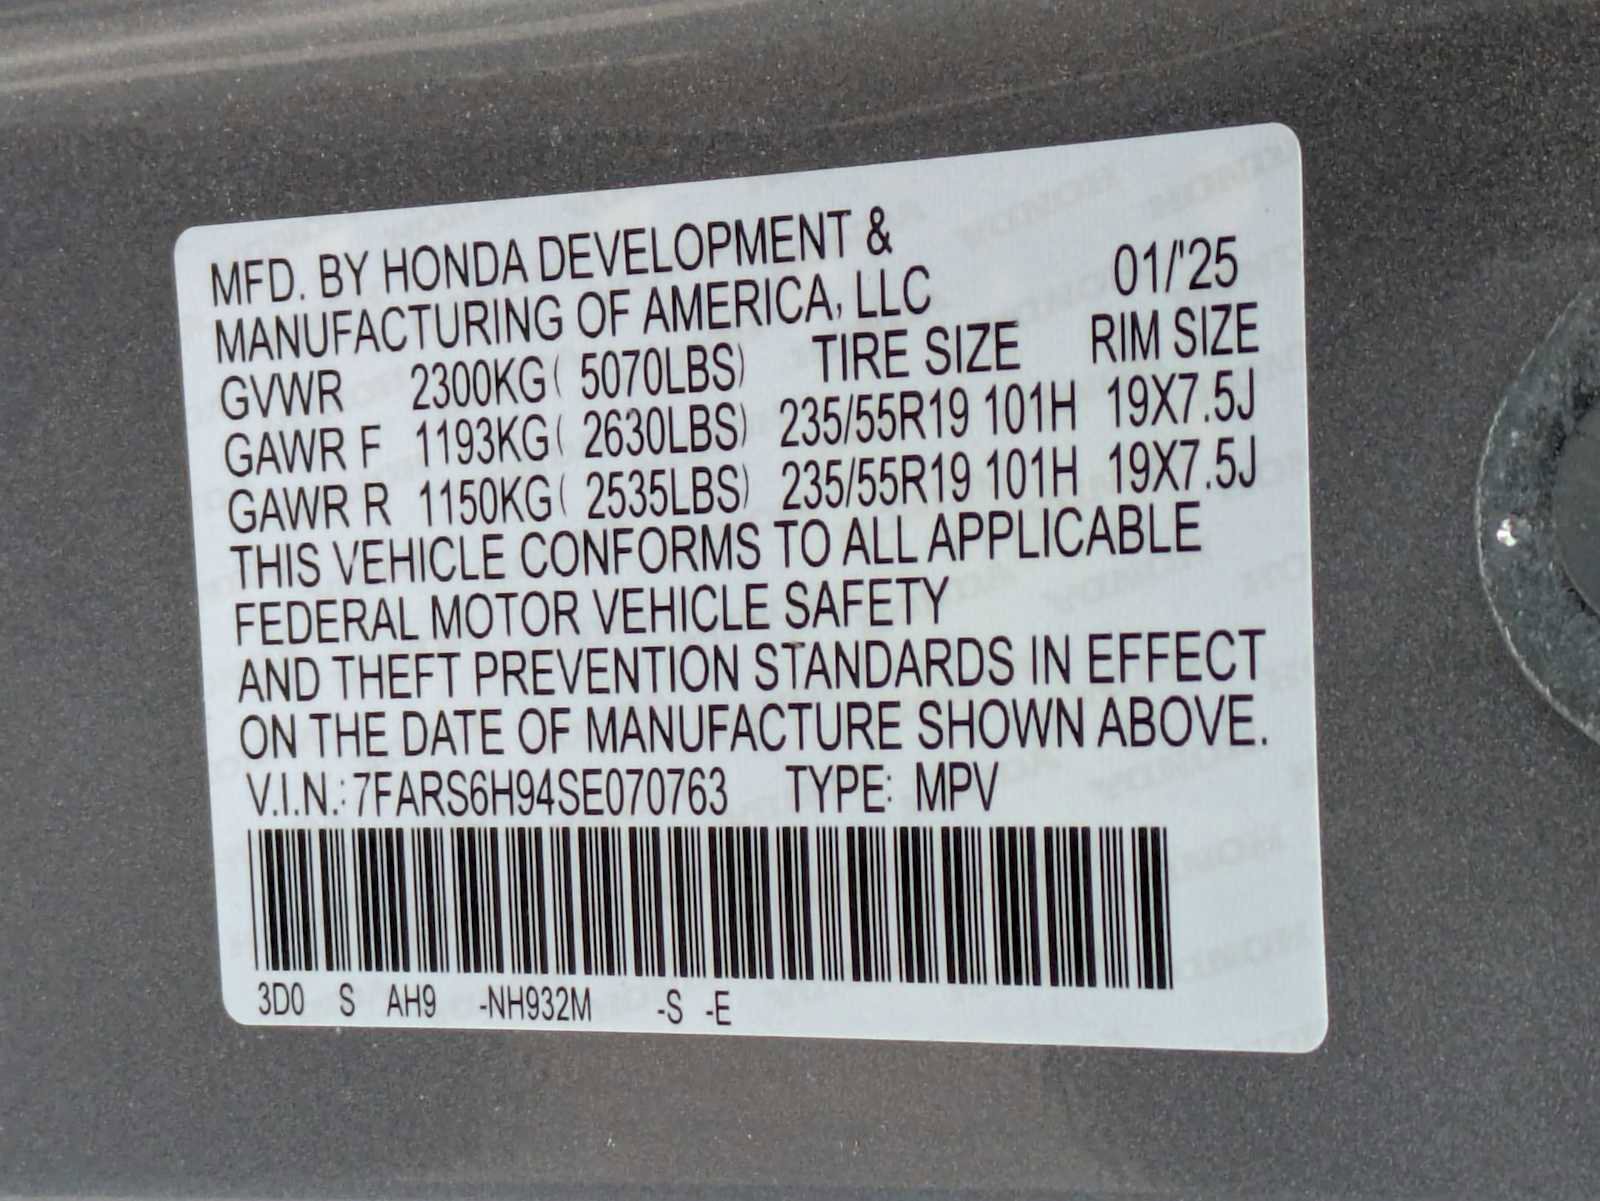 MFD. BY HONDA DEVELOPMENT &
MANUFACTURING OF AMERICA, LLC 01/'25
GVWR 2300KG( 5070LBS) TIRE SIZE RIM SIZE
GAWR F 1193KG( 2630LBS) 235/55R19 101H 19X7.5J
GAWR R 1150KG( 2535LBS) 235/55R19 101H 19X7.5J
THIS VEHICLE CONFORMS TO ALL APPLICABLE
FEDERAL MOTOR VEHICLE SAFETY
AND THEFT PREVENTION STANDARDS IN EFFECT
ON THE DATE OF MANUFACTURE SHOWN ABOVE.
V.I.N.: 7FARS6H94SE070763 TYPE: MPV
3D0 S AH9 -NH932M -S -E